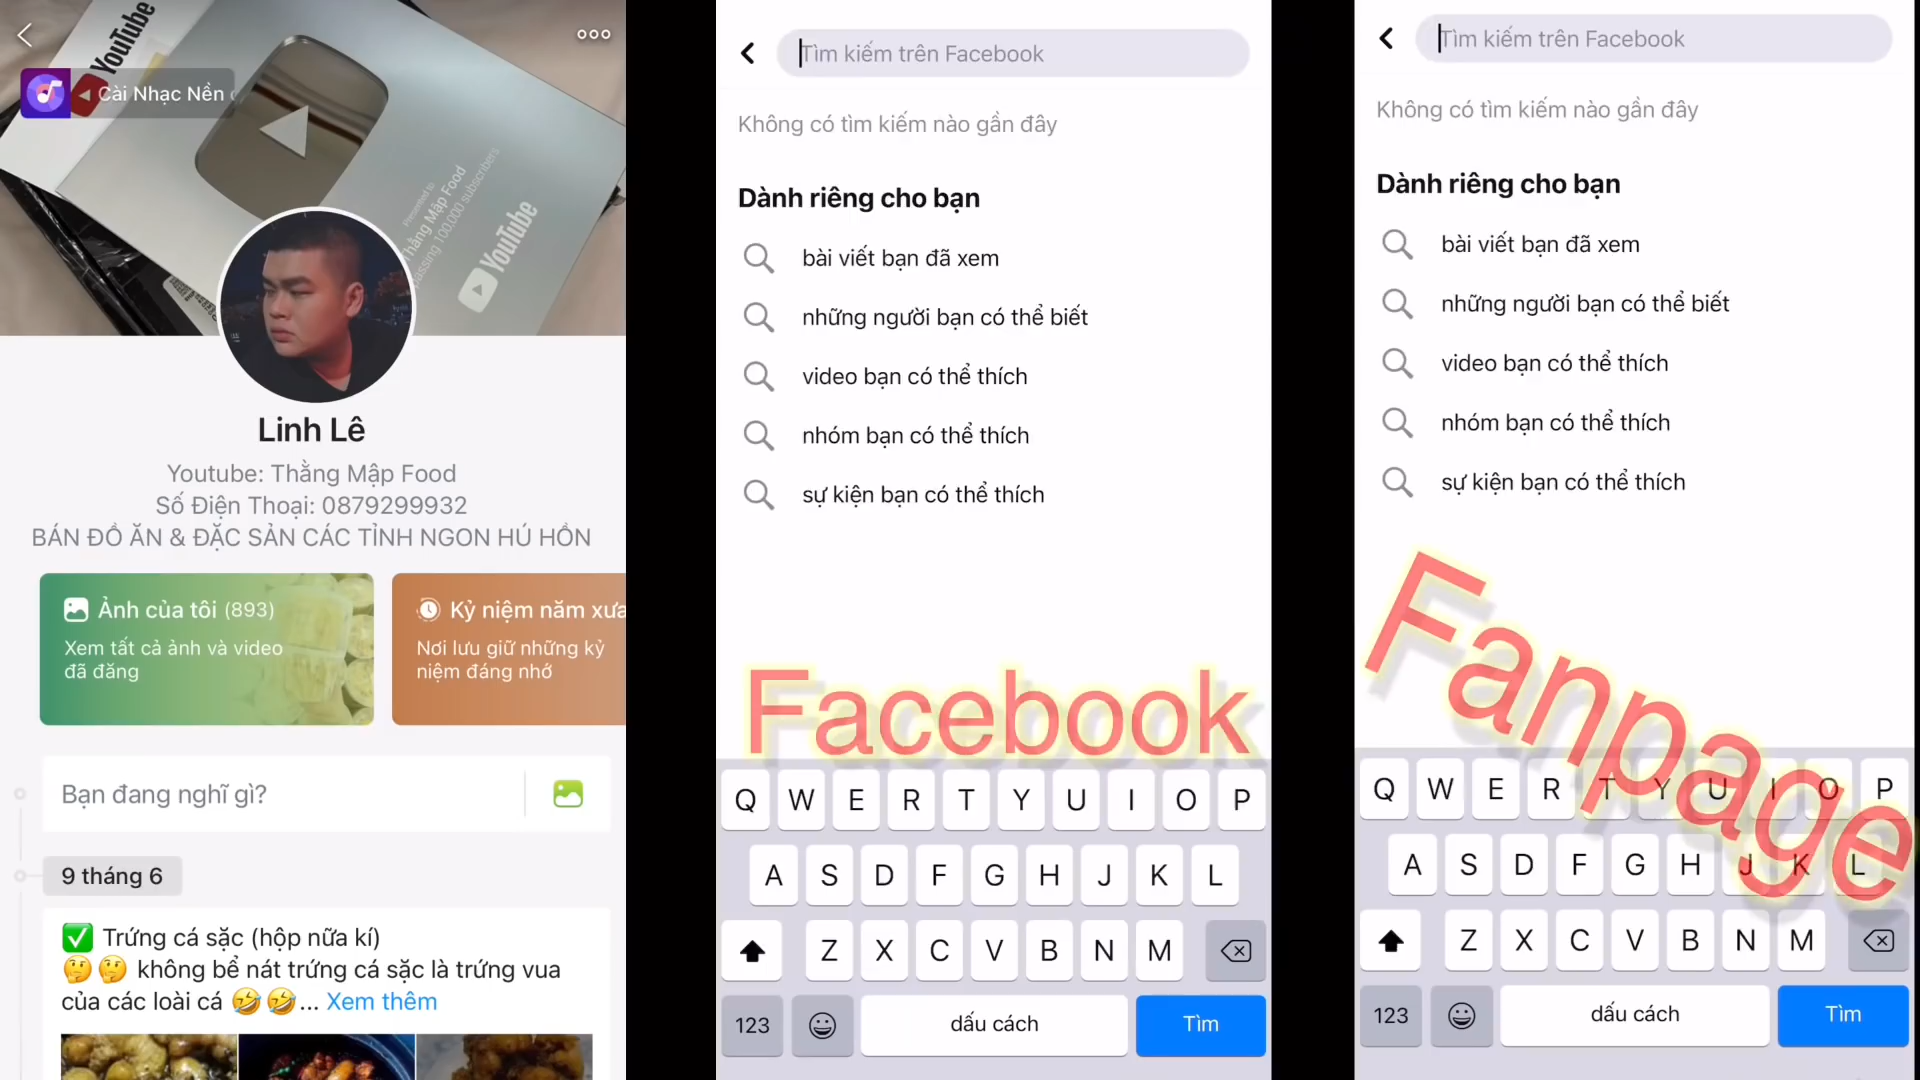 YouTube
Cài Nhạc Nền
Presented to
Thằng Mập Food
100,000 subscribers
YouTube
Linh Lê
Youtube: Thằng Mập Food
Số Điện Thoại: 0879299932
BÁN ĐỒ ĂN & ĐẶC SẢN CÁC TỈNH NGON HÚ HỒN
Ảnh của tôi (893)
Xem tất cả ảnh và video
đã đăng
Kỷ niệm năm xưa
Nơi lưu giữ những kỷ
niệm đáng nhớ
Bạn đang nghĩ gì?
9 tháng 6
✅ Trứng cá sặc (hộp nữa kí)
🤔🤔 không bể nát trứng cá sặc là trứng vua
của các loài cá 🤣🤣... Xem thêm
Tìm kiếm trên Facebook
Không có tìm kiếm nào gần đây
Dành riêng cho bạn
bài viết bạn đã xem
những người bạn có thể biết
video bạn có thể thích
nhóm bạn có thể thích
sự kiện bạn có thể thích
Facebook
Q W E R T Y U I O P
A S D F G H J K L
Z X C V B N M
123 dấu cách Tìm
Tìm kiếm trên Facebook
Không có tìm kiếm nào gần đây
Dành riêng cho bạn
bài viết bạn đã xem
những người bạn có thể biết
video bạn có thể thích
nhóm bạn có thể thích
sự kiện bạn có thể thích
Fanpage
Q W E R T Y U I O P
A S D F G H J K L
Z X C V B N M
123 dấu cách Tìm